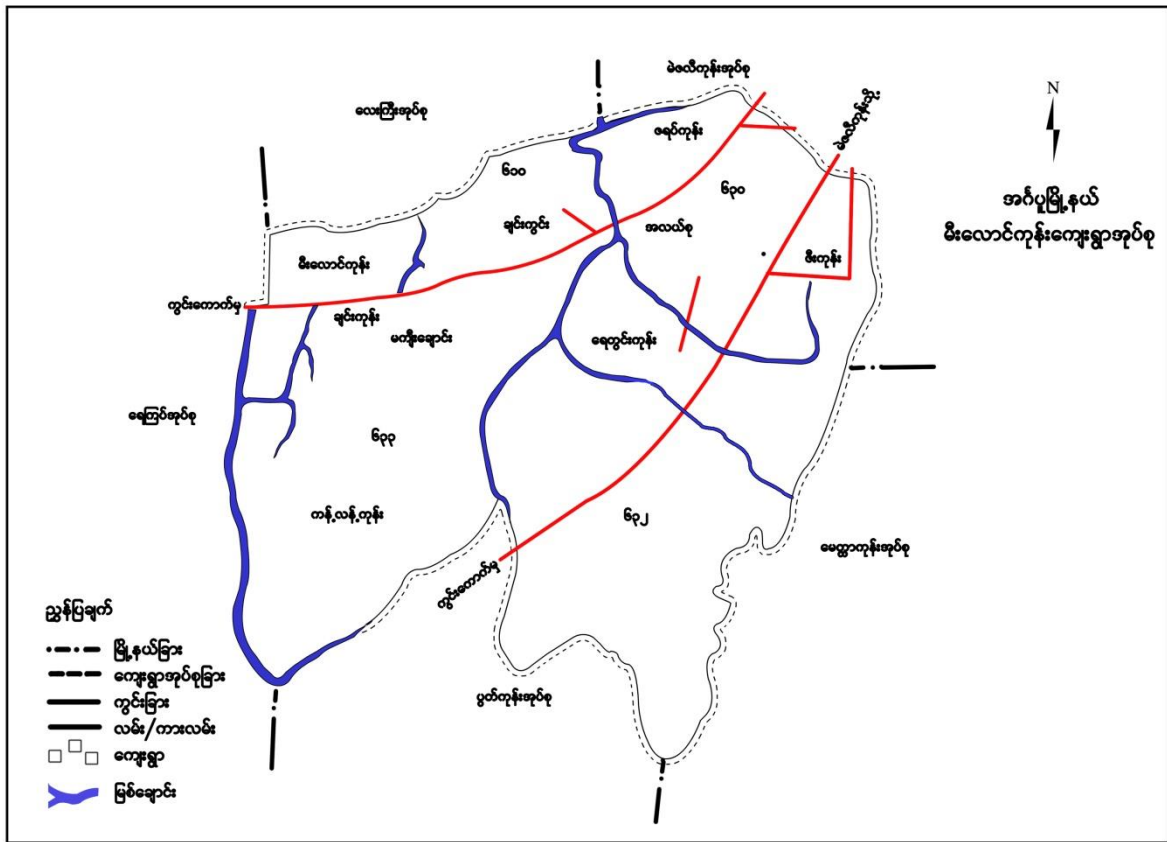 မဲဇလီကုန်းအုပ်စု
လေးကြီးအုပ်စု
N
ဇရပ်ကုန်း
မဲဇလီကုန်းသို့
၆၁၀
၆၃၀
အင်္ဂပူမြို့နယ်
မီးလောင်ကုန်းကျေးရွာအုပ်စု
ချင်းကွင်း
အလယ်စု
မီးလောင်ကုန်း
ဇီးကုန်း
ကွင်းကောက်မှ
ချင်းကုန်း
မကျီးချောင်း
ရေတွင်းကုန်း
ရေကြပ်အုပ်စု
၆၃၃
ကန့်လန့်ကုန်း
၆၃၂
မေတ္တာကုန်းအုပ်စု
ကွင်းကောက်မှ
ပွတ်ကုန်းအုပ်စု
ညွှန်ပြချက်
မြို့နယ်ခြား
ကျေးရွာအုပ်စုခြား
ကွင်းခြား
လမ်း/ကားလမ်း
ကျေးရွာ
မြစ်ချောင်း